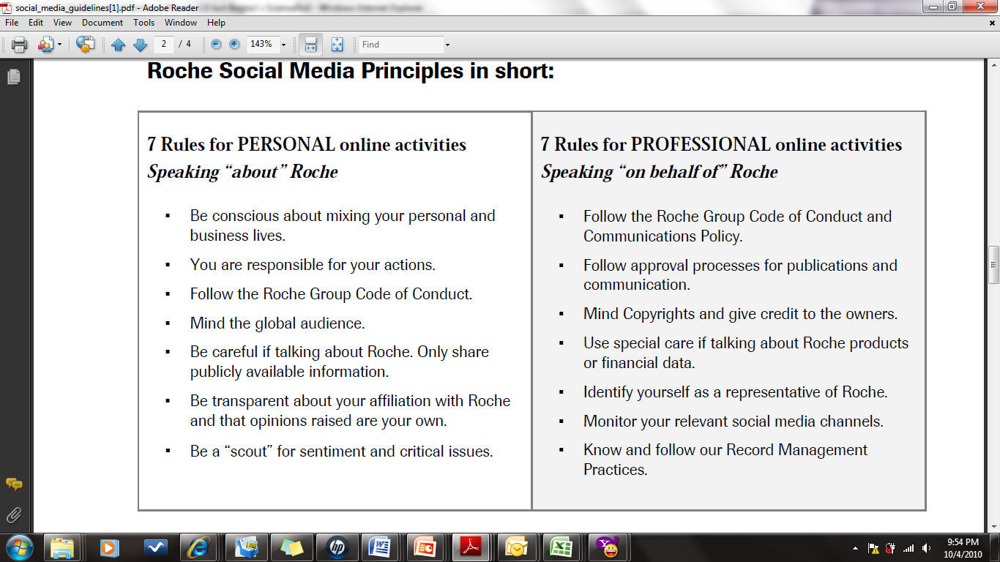 social_media_guidelines[1].pdf - Adobe Reader
File Edit View Document Tools Window Help
2 / 4 143% Find
Roche Social Media Principles in short:
7 Rules for PERSONAL online activities
Speaking “about” Roche
▪ Be conscious about mixing your personal and
business lives.
▪ You are responsible for your actions.
▪ Follow the Roche Group Code of Conduct.
▪ Mind the global audience.
▪ Be careful if talking about Roche. Only share
publicly available information.
▪ Be transparent about your affiliation with Roche
and that opinions raised are your own.
▪ Be a “scout” for sentiment and critical issues.
7 Rules for PROFESSIONAL online activities
Speaking “on behalf of” Roche
▪ Follow the Roche Group Code of Conduct and
Communications Policy.
▪ Follow approval processes for publications and
communication.
▪ Mind Copyrights and give credit to the owners.
▪ Use special care if talking about Roche products
or financial data.
▪ Identify yourself as a representative of Roche.
▪ Monitor your relevant social media channels.
▪ Know and follow our Record Management
Practices.
hp
9:54 PM
10/4/2010